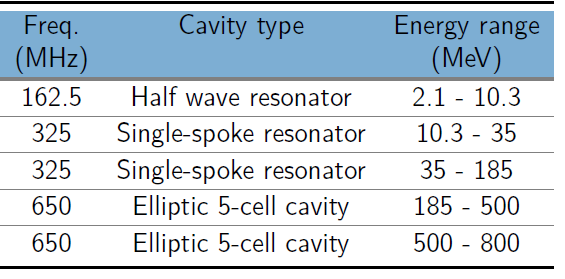 Freq. Cavity type Energy range
(MHz) (MeV)
162.5 Half wave resonator 2.1 - 10.3
325 Single-spoke resonator 10.3 - 35
325 Single-spoke resonator 35 - 185
650 Elliptic 5-cell cavity 185 - 500
650 Elliptic 5-cell cavity 500 - 800